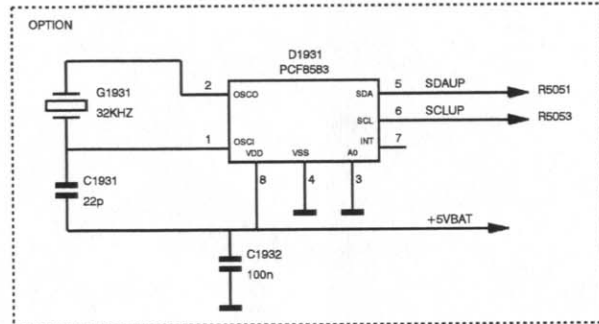 OPTION
D1931
PCF8583
G1931
32KHZ
2
OSCO
SDA
5
SDAUP
R5051
SCL
6
SCLUP
R5053
1
OSCI
INT
7
VDD
VSS
A0
8
4
3
C1931
22p
+5VBAT
C1932
100n